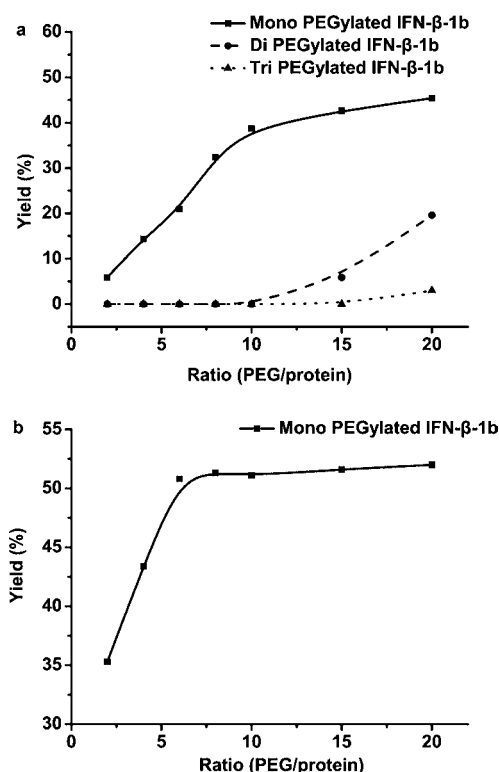 a
Mono PEGylated IFN-β-1b
Di PEGylated IFN-β-1b
Tri PEGylated IFN-β-1b
60
50
40
30
20
10
0
Yield (%)
0 5 10 15 20
Ratio (PEG/protein)
b
Mono PEGylated IFN-β-1b
55
50
45
40
35
30
Yield (%)
0 5 10 15 20
Ratio (PEG/protein)